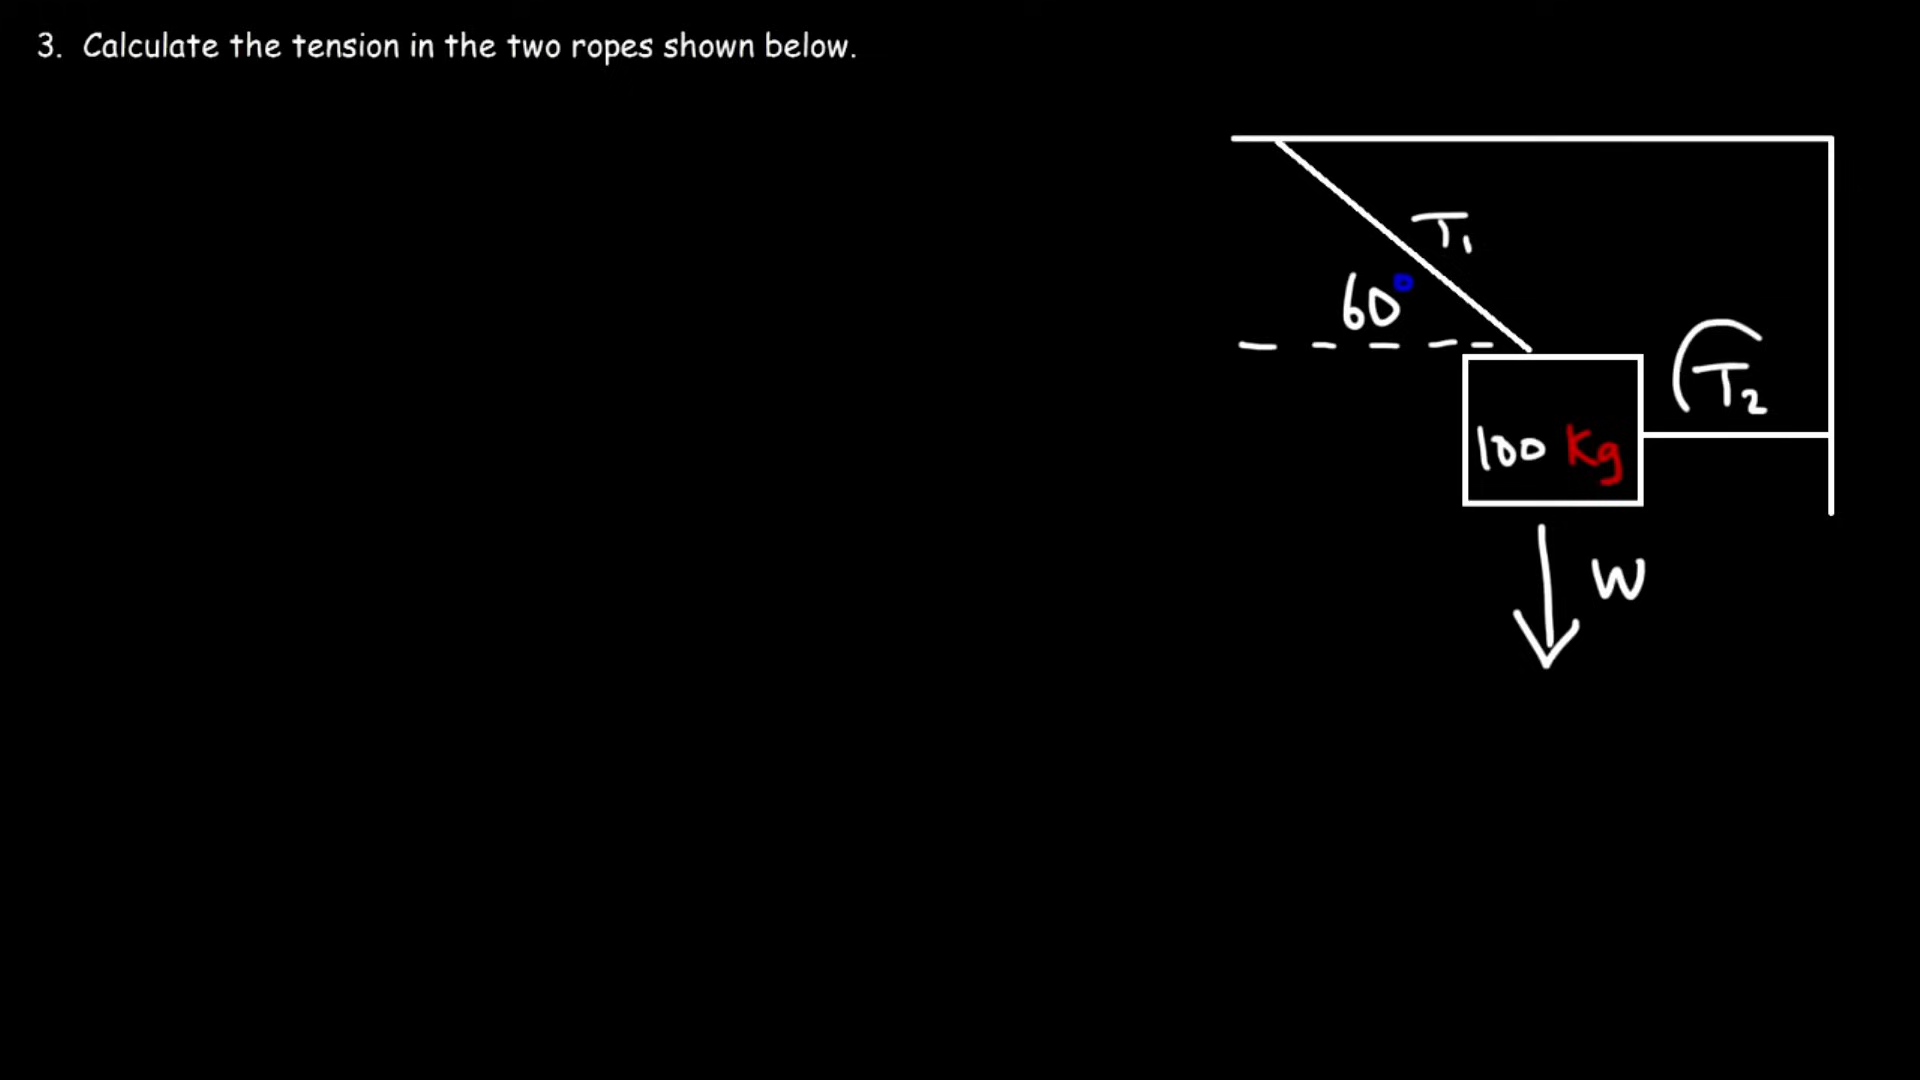 3. Calculate the tension in the two ropes shown below.
T₁
60°
T₂
100 Kg
W